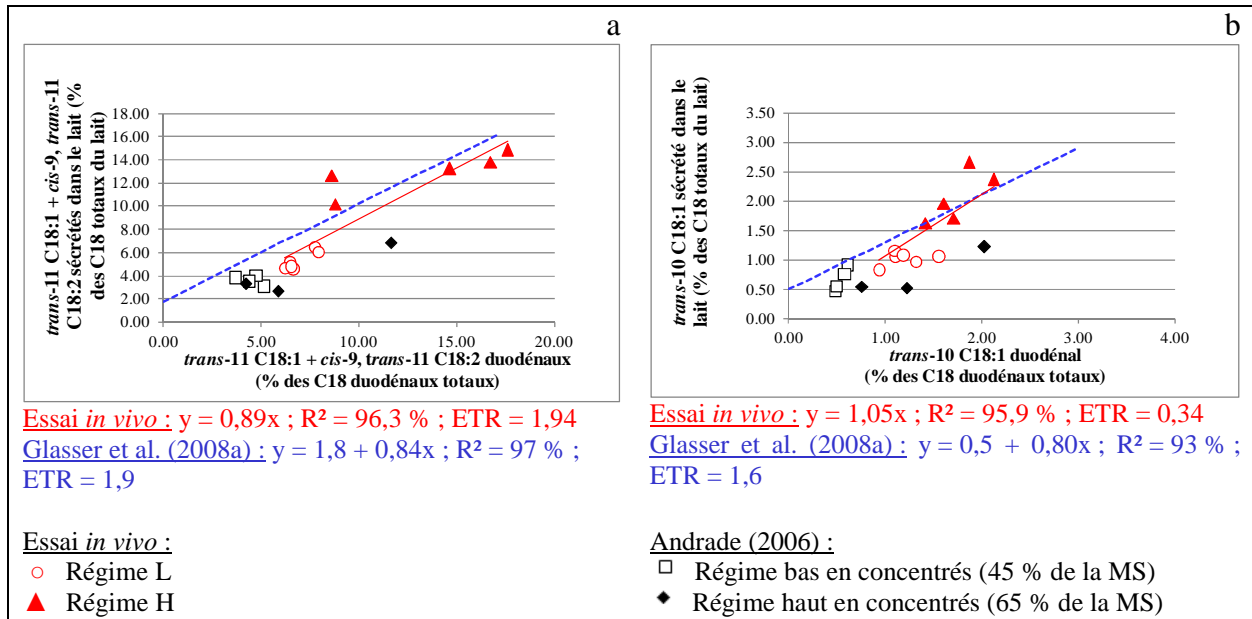 a
trans-11 C18:1 + cis-9, trans-11
C18:2 sécrétés dans le lait (%
des C18 totaux du lait)
18.00
16.00
14.00
12.00
10.00
8.00
6.00
4.00
2.00
0.00
0.00 5.00 10.00 15.00 20.00
trans-11 C18:1 + cis-9, trans-11 C18:2 duodénaux
(% des C18 duodénaux totaux)
Essai in vivo : y = 0,89x ; R² = 96,3 % ; ETR = 1,94
Glasser et al. (2008a) : y = 1,8 + 0,84x ; R² = 97 % ;
ETR = 1,9
b
trans-10 C18:1 sécrété dans le
lait (% des C18 totaux du lait)
3.50
3.00
2.50
2.00
1.50
1.00
0.50
0.00
0.00 1.00 2.00 3.00 4.00
trans-10 C18:1 duodénal
(% des C18 duodénaux totaux)
Essai in vivo : y = 1,05x ; R² = 95,9 % ; ETR = 0,34
Glasser et al. (2008a) : y = 0,5 + 0,80x ; R² = 93 % ;
ETR = 1,6
Essai in vivo :
Régime L
Régime H
Andrade (2006) :
Régime bas en concentrés (45 % de la MS)
Régime haut en concentrés (65 % de la MS)